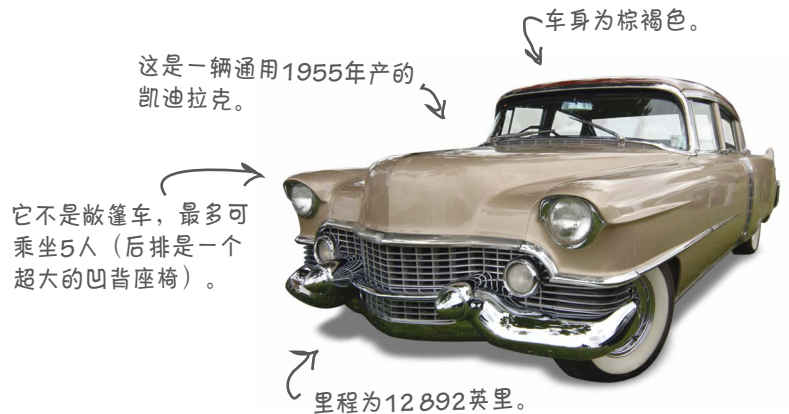 车身为棕褐色。
这是一辆通用1955年产的
凯迪拉克。
它不是敞篷车，最多可
乘坐5人（后排是一个
超大的凹背座椅）。
里程为12892英里。